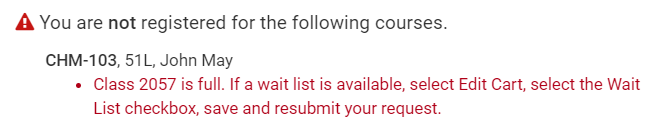 You are not registered for the following courses.
CHM-103, 51L, John May
• Class 2057 is full. If a wait list is available, select Edit Cart, select the Wait
List checkbox, save and resubmit your request.